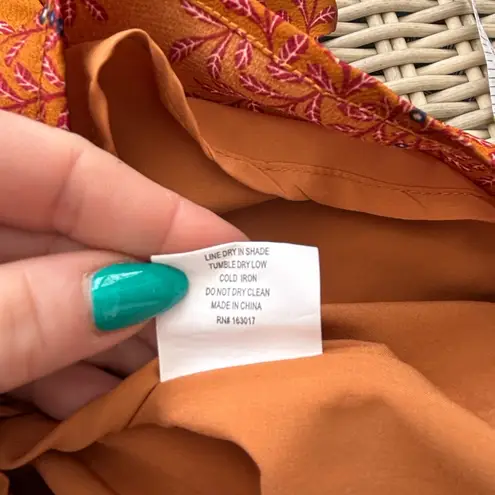 LINE DRY IN SHADE
TUMBLE DRY LOW
COLD IRON
DO NOT DRY CLEAN
MADE IN CHINA
RN# 163017